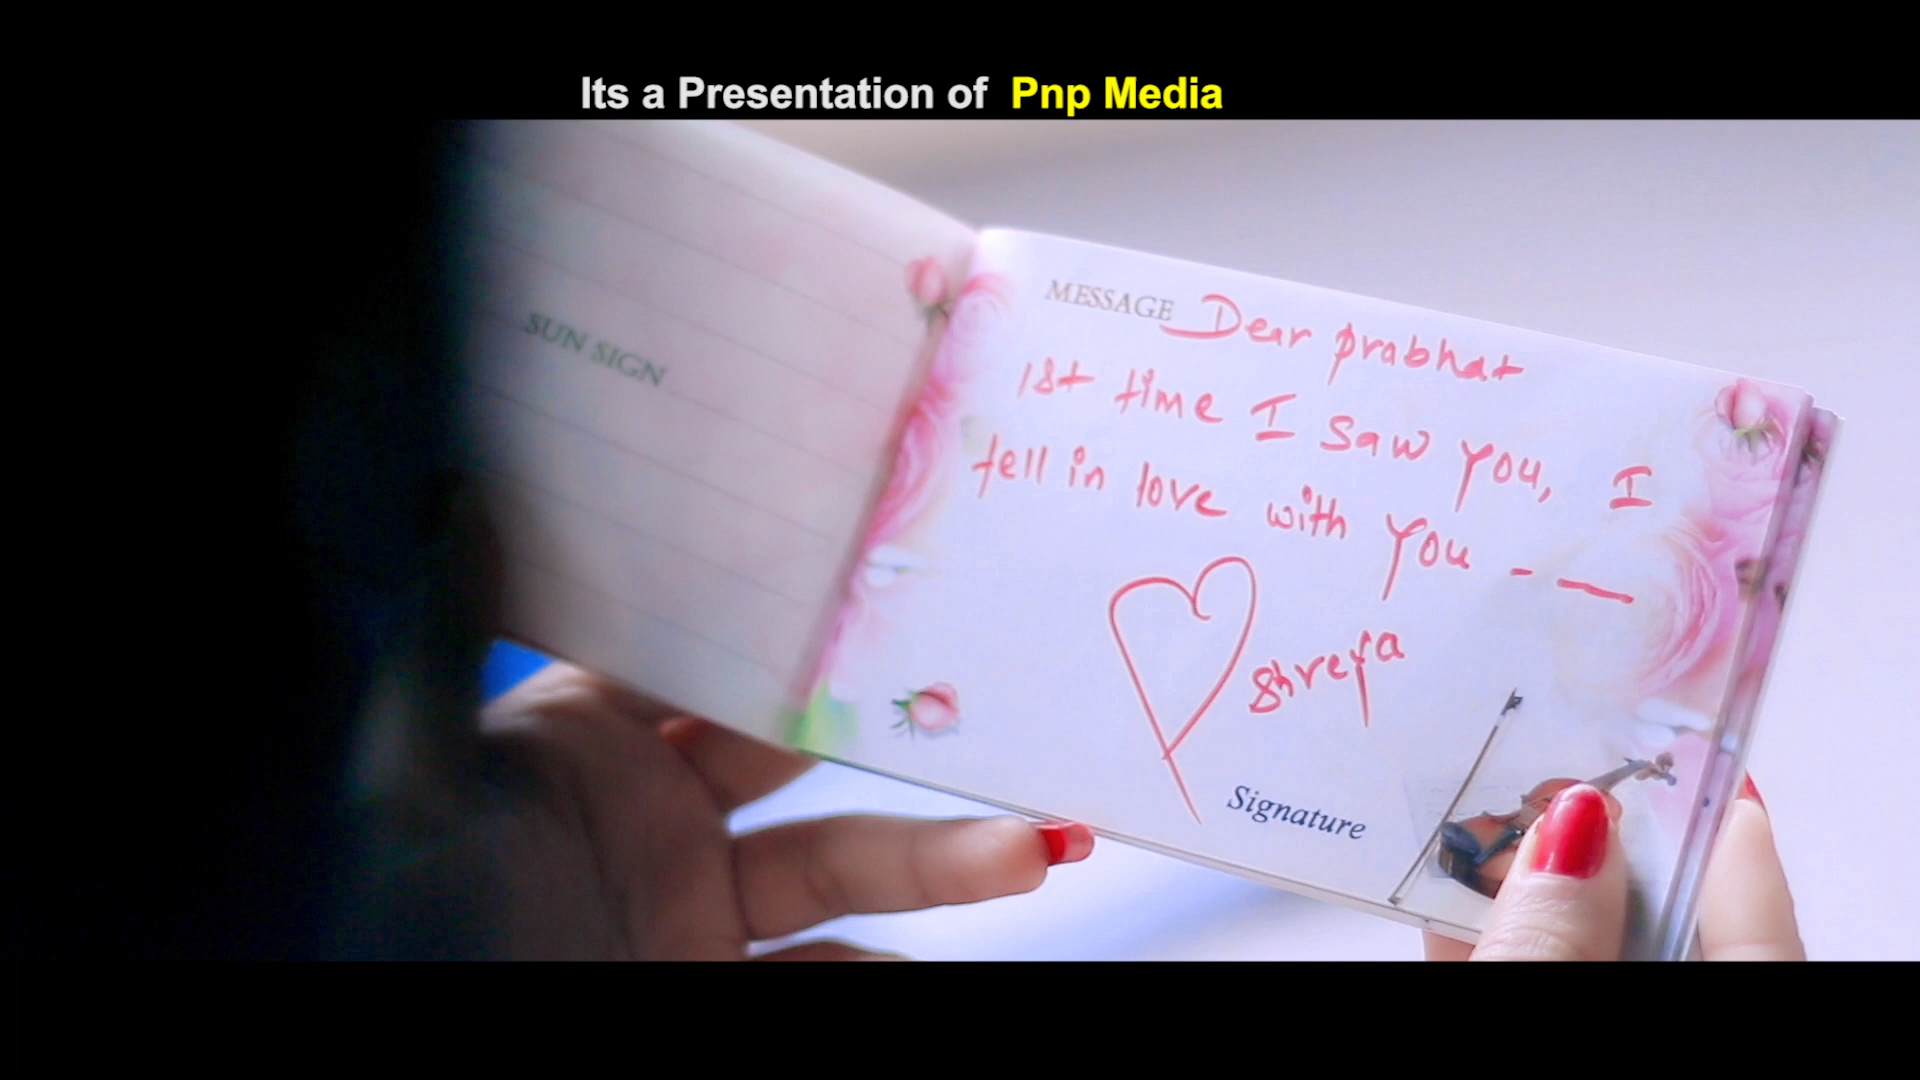 Its a Presentation of Pnp Media
SUN SIGN
MESSAGE Dear prabhat
1st time I saw you, I
fell in love with you - —
Shreya
Signature